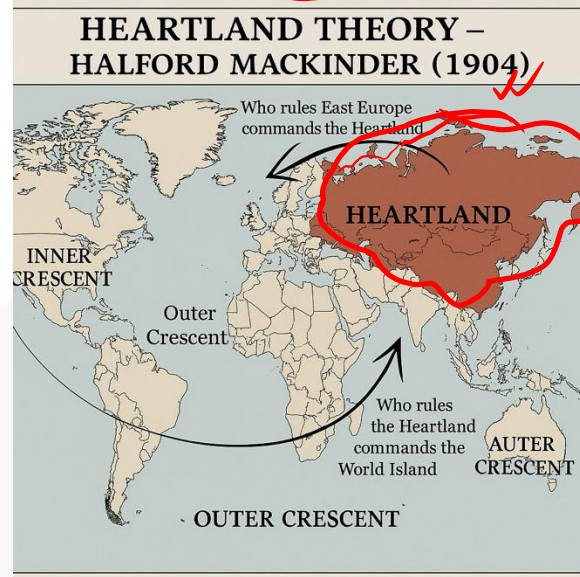 HEARTLAND THEORY –
HALFORD MACKINDER (1904)
Who rules East Europe
commands the Heartland
HEARTLAND
INNER
CRESCENT
Outer
Crescent
Who rules
the Heartland
commands the
World Island
AUTER
CRESCENT
OUTER CRESCENT